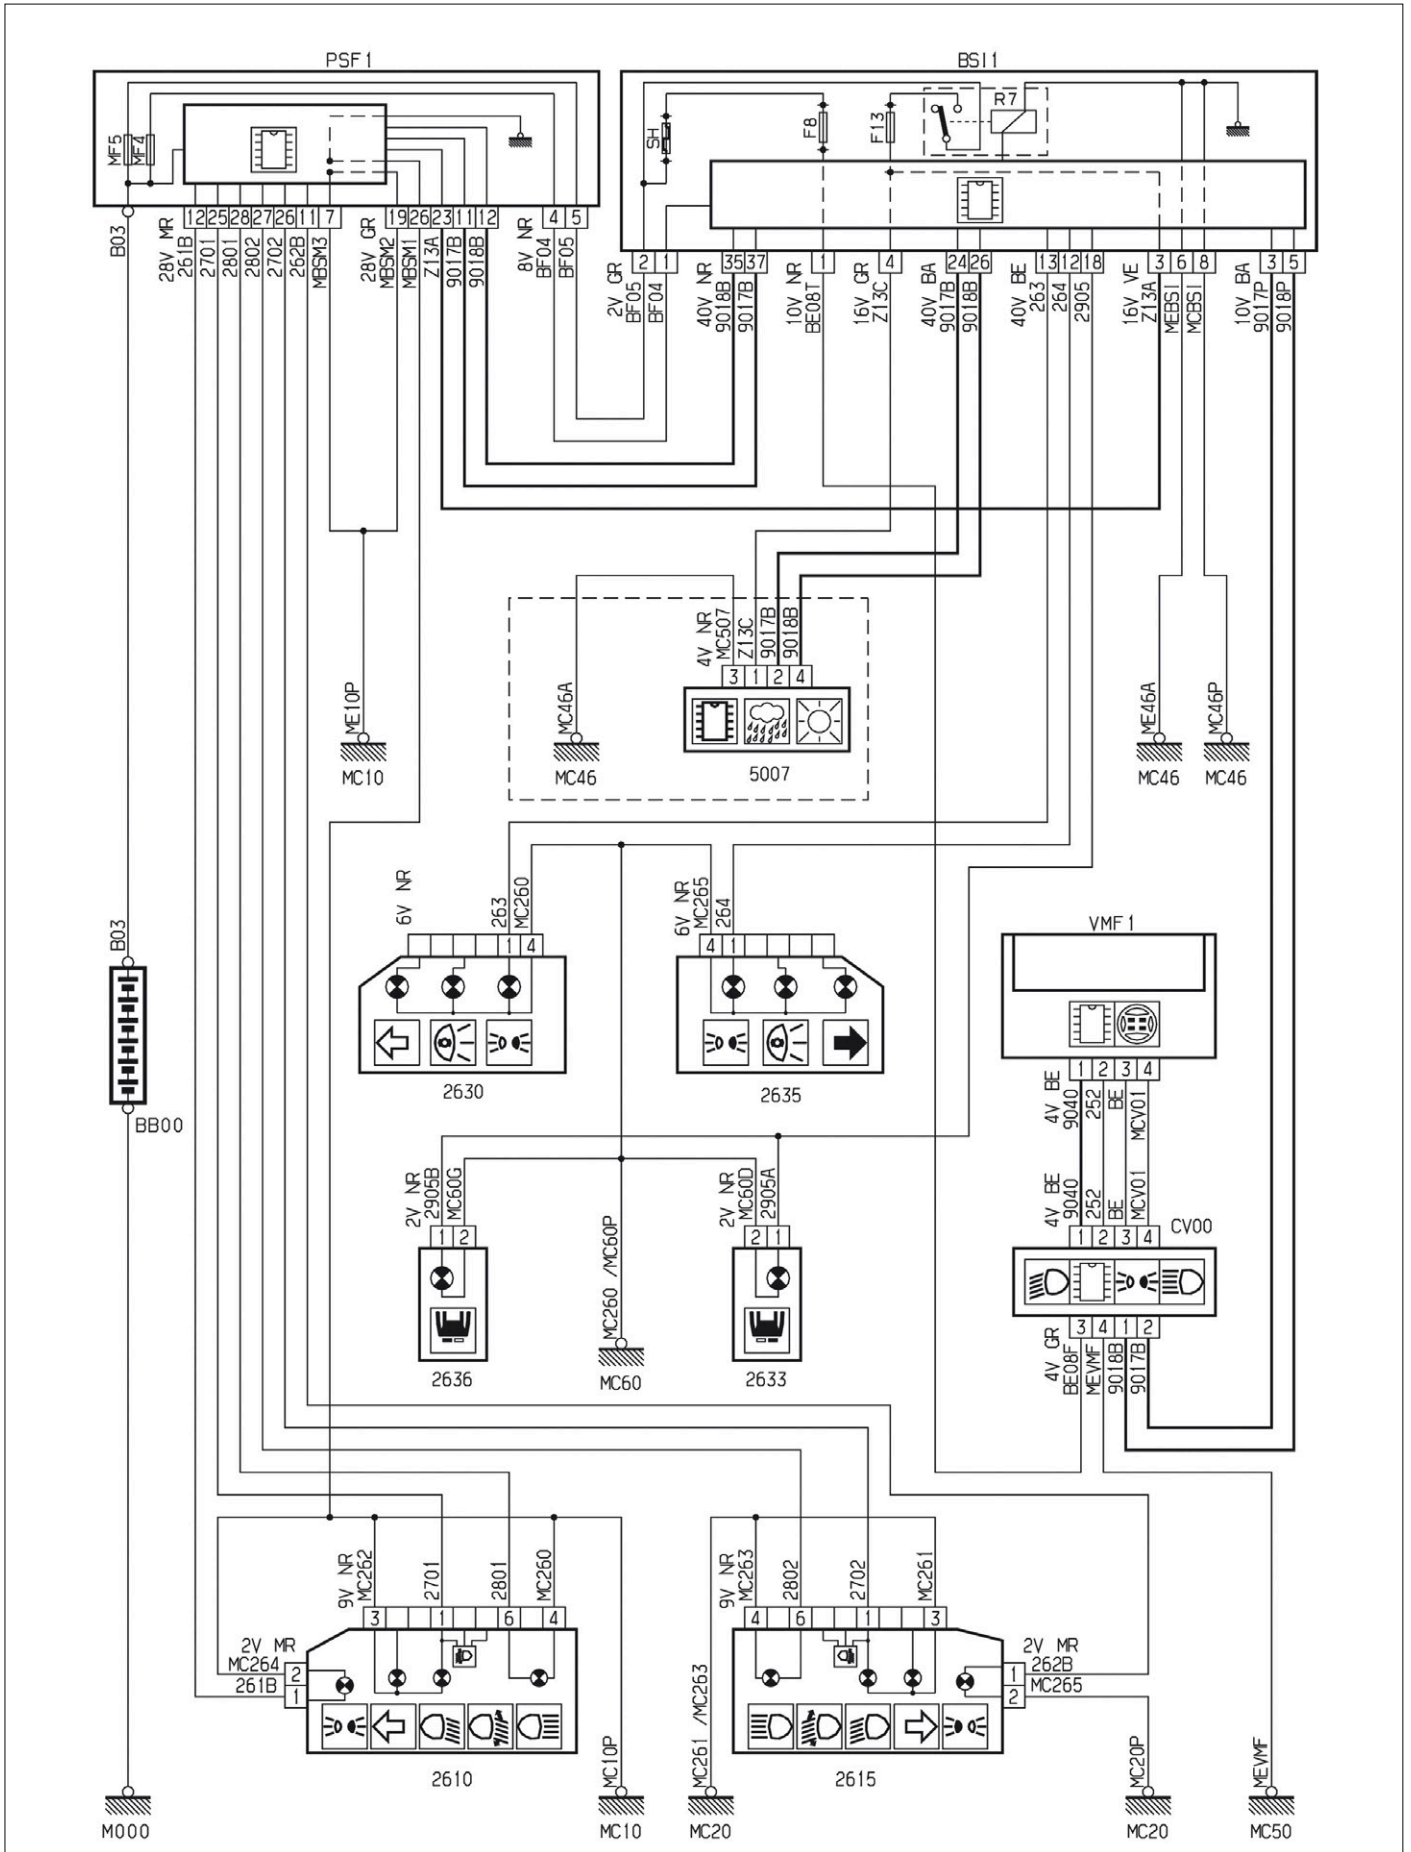 PSF1
BSI1
MF5
MF4
SH
F8
F13
R7
B03
28V MR
12 25 28 27 26 11 7
261B
2701
2801
2802
2702
262B
MBSM3
28V GR
19 26 23 11 12
MBSM2
MBSM1
Z13A
9017B
9018B
8V NR
4 5
BF04
BF05
2V GR
2 1
BF05
BF04
40V NR
35 37
9018B
9017B
10V NR
1
BE08T
16V GR
4
Z13C
40V BA
24 26
9017B
9018B
40V BE
13 12 18
263
264
2905
16V VE
3 6 8
Z13A
MEBSI
MCBSI
10V BA
3 5
9017P
9018P
4V NR
MC507
Z13C
9017B
9018B
3 1 2 4
5007
ME10P
MC10
MC46A
MC46
ME46A
MC46
MC46P
MC46
6V NR
263
MC260
1 4
2630
6V NR
MC265
264
4 1
2635
B03
BB00
VMF1
1 2 3 4
4V BE
9040
252
BE
MCV01
4V BE
9040
252
BE
MCV01
CV00
1 2 3 4
3 4 1 2
4V GR
BE08F
MEVMF
9018B
9017B
2V NR
2905B
MC60G
1 2
2636
2V NR
MC60D
2905A
2 1
2633
MC260 /MC60P
MC60
9V NR
MC262
2701
2801
MC260
3 1 6 4
2V MR
MC264
2
261B
1
2610
MC10P
MC10
9V NR
MC263
2802
2702
MC261
4 6 1 3
2V MR
1
262B
MC265
2
2615
MC261 /MC263
MC20
MC20P
MC20
MEVMF
MC50
M000